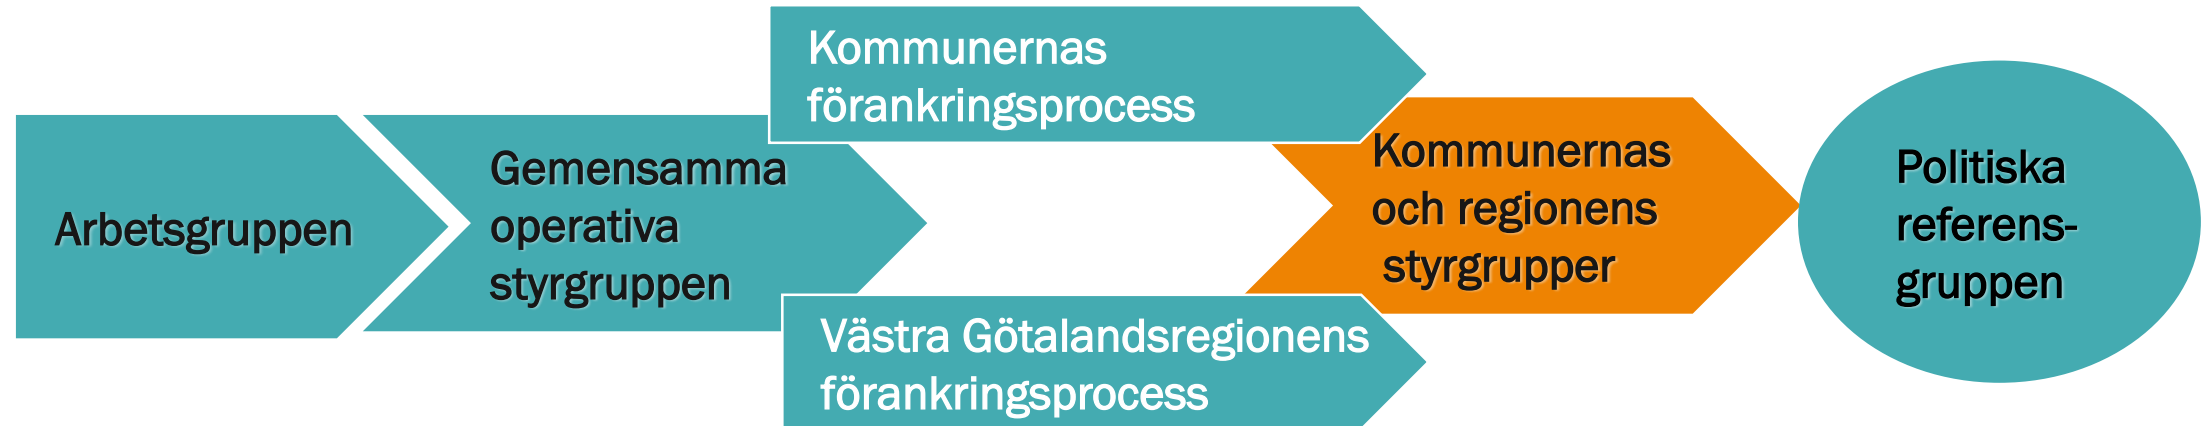 Arbetsgruppen
Gemensamma
operativa
styrgruppen
Kommunernas
förankringsprocess
Västra Götalandsregionens
förankringsprocess
Kommunernas
och regionens
styrgrupper
Politiska
referens-
gruppen